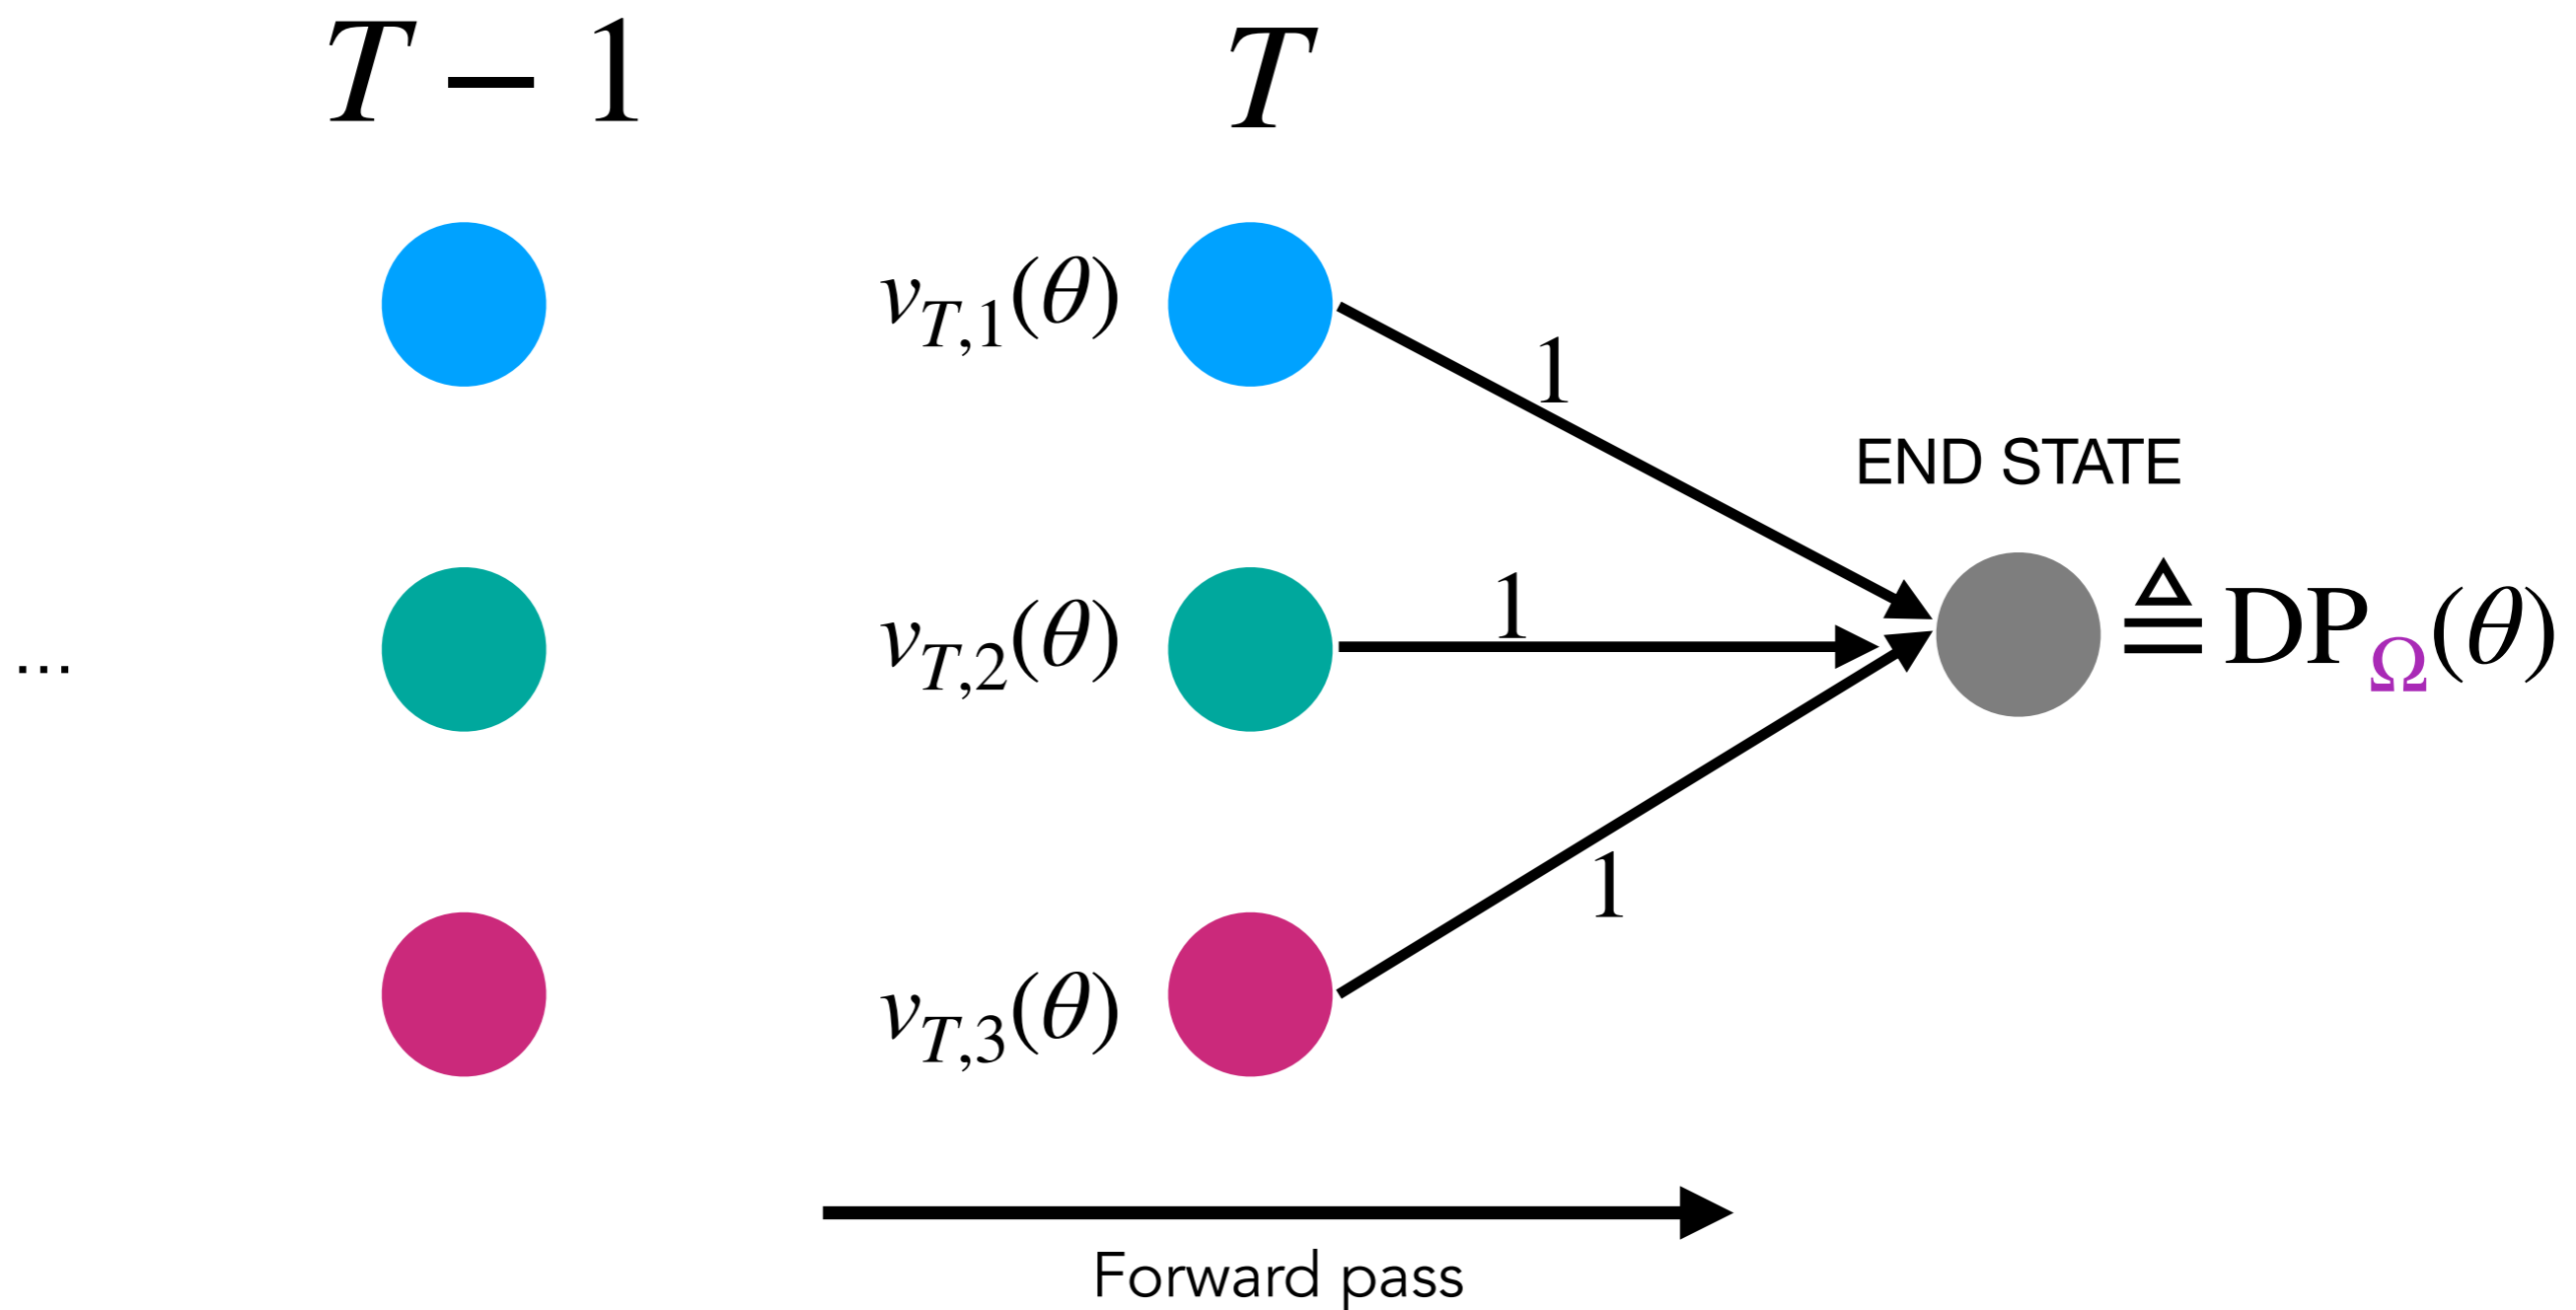 T − 1
T
v_{T,1}(θ)
1
END STATE
...
v_{T,2}(θ)
1
≜ DP_Ω(θ)
v_{T,3}(θ)
1
Forward pass